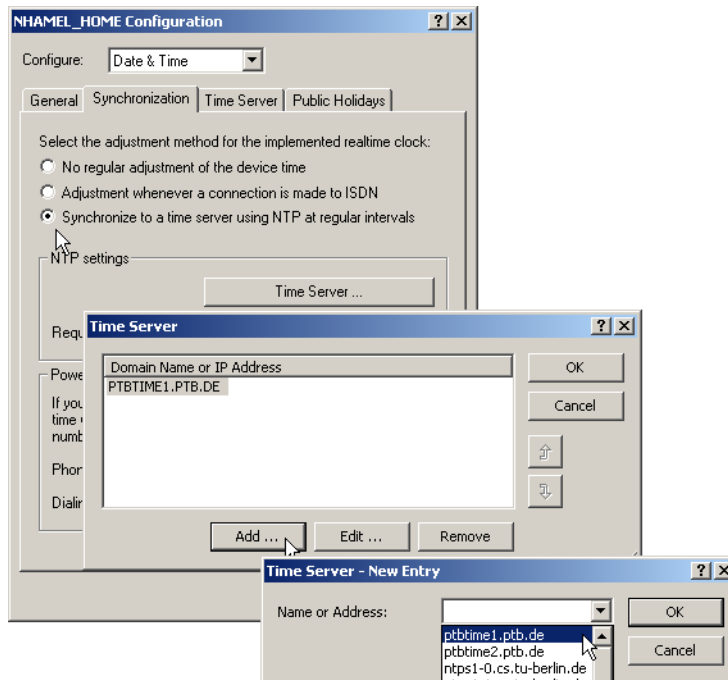 NHAMEL_HOME Configuration
Configure: Date & Time
General Synchronization Time Server Public Holidays
Select the adjustment method for the implemented realtime clock:
No regular adjustment of the device time
Adjustment whenever a connection is made to ISDN
Synchronize to a time server using NTP at regular intervals
NTP settings
Time Server ...
Time Server
Domain Name or IP Address
PTBTIME1.PTB.DE
OK
Cancel
If you
time
Add ... Edit ... Remove
Time Server - New Entry
Name or Address:
ptbtime1.ptb.de
ptbtime2.ptb.de
ntps1-0.cs.tu-berlin.de
OK
Cancel